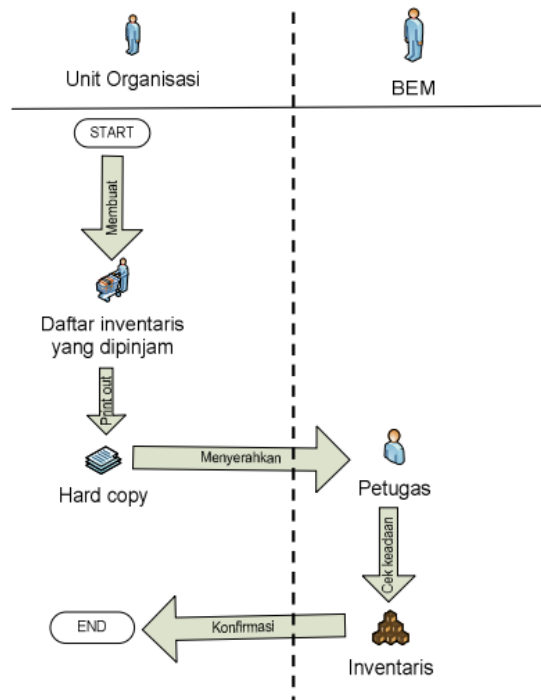 Unit Organisasi
BEM
START
Membuat
Daftar inventaris
yang dipinjam
Print out
Hard copy
Menyerahkan
Petugas
Cek keadaan
Inventaris
Konfirmasi
END